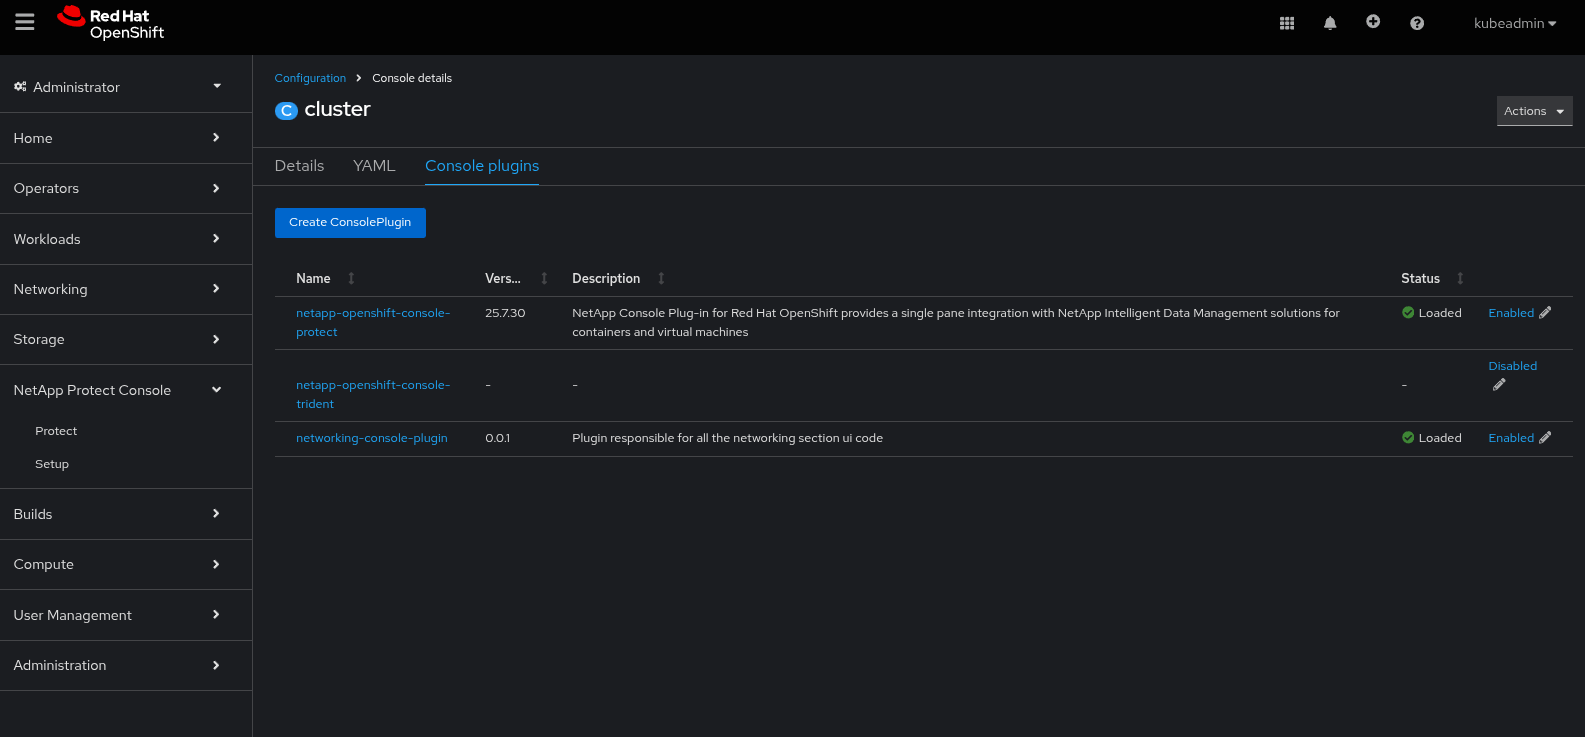 Red Hat
OpenShift
kubeadmin
Administrator
Home
Operators
Workloads
Networking
Storage
NetApp Protect Console
Protect
Setup
Builds
Compute
User Management
Administration
Configuration > Console details
C cluster
Actions
Details YAML Console plugins
Create ConsolePlugin
Name Vers... Description Status
netapp-openshift-console- 25.7.30 NetApp Console Plug-in for Red Hat OpenShift provides a single pane integration with NetApp Intelligent Data Management solutions for Loaded Enabled
protect containers and virtual machines
Disabled
netapp-openshift-console- - - -
trident
networking-console-plugin 0.0.1 Plugin responsible for all the networking section ui code Loaded Enabled